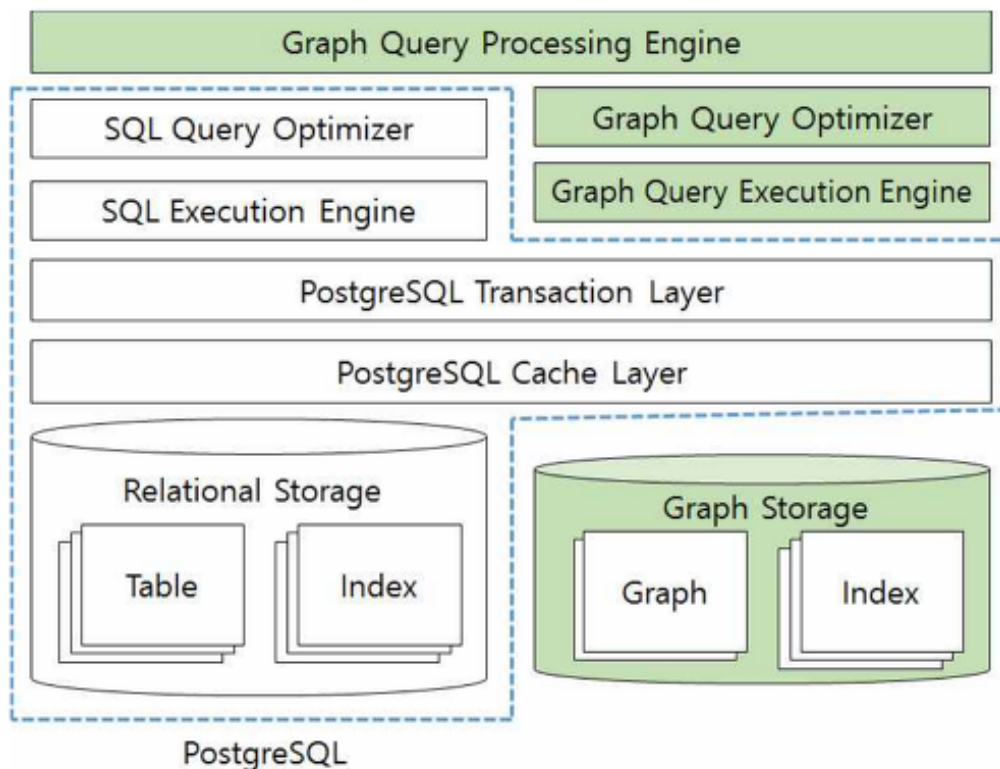 Graph Query Processing Engine
SQL Query Optimizer
Graph Query Optimizer
SQL Execution Engine
Graph Query Execution Engine
PostgreSQL Transaction Layer
PostgreSQL Cache Layer
Relational Storage
Table
Index
Graph Storage
Graph
Index
PostgreSQL